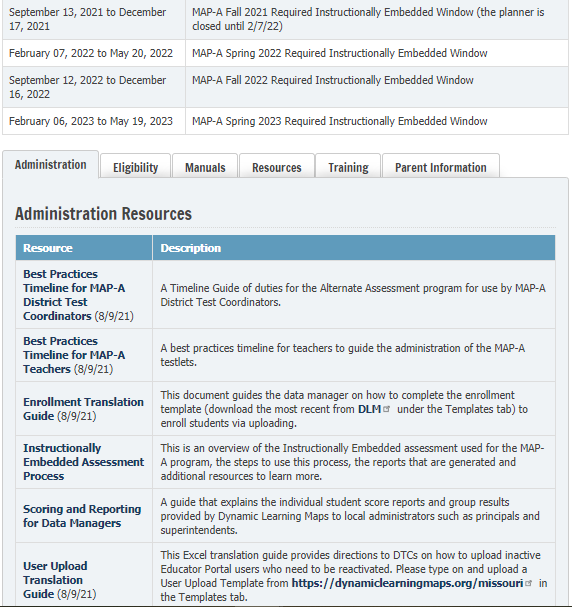 September 13, 2021 to December
17, 2021
MAP-A Fall 2021 Required Instructionally Embedded Window (the planner is
closed until 2/7/22)
February 07, 2022 to May 20, 2022
MAP-A Spring 2022 Required Instructionally Embedded Window
September 12, 2022 to December
16, 2022
MAP-A Fall 2022 Required Instructionally Embedded Window
February 06, 2023 to May 19, 2023
MAP-A Spring 2023 Required Instructionally Embedded Window
Administration Eligibility Manuals Resources Training Parent Information
Administration Resources
Resource Description
Best Practices
Timeline for MAP-A
District Test
Coordinators (8/9/21)
A Timeline Guide of duties for the Alternate Assessment program for use by MAP-A
District Test Coordinators.
Best Practices
Timeline for MAP-A
Teachers (8/9/21)
A best practices timeline for teachers to guide the administration of the MAP-A
testlets.
Enrollment Translation
Guide (8/9/21)
This document guides the data manager on how to complete the enrollment
template (download the most recent from DLM under the Templates tab) to
enroll students via uploading.
Instructionally
Embedded Assessment
Process
This is an overview of the Instructionally Embedded assessment used for the MAP-
A program, the steps to use this process, the reports that are generated and
additional resources to learn more.
Scoring and Reporting
for Data Managers
A guide that explains the individual student score reports and group results
provided by Dynamic Learning Maps to local administrators such as principals and
superintendents.
User Upload
Translation
Guide (8/9/21)
This Excel translation guide provides directions to DTCs on how to upload inactive
Educator Portal users who need to be reactivated. Please type on and upload a
User Upload Template from https://dynamiclearningmaps.org/missouri in
the Templates tab.